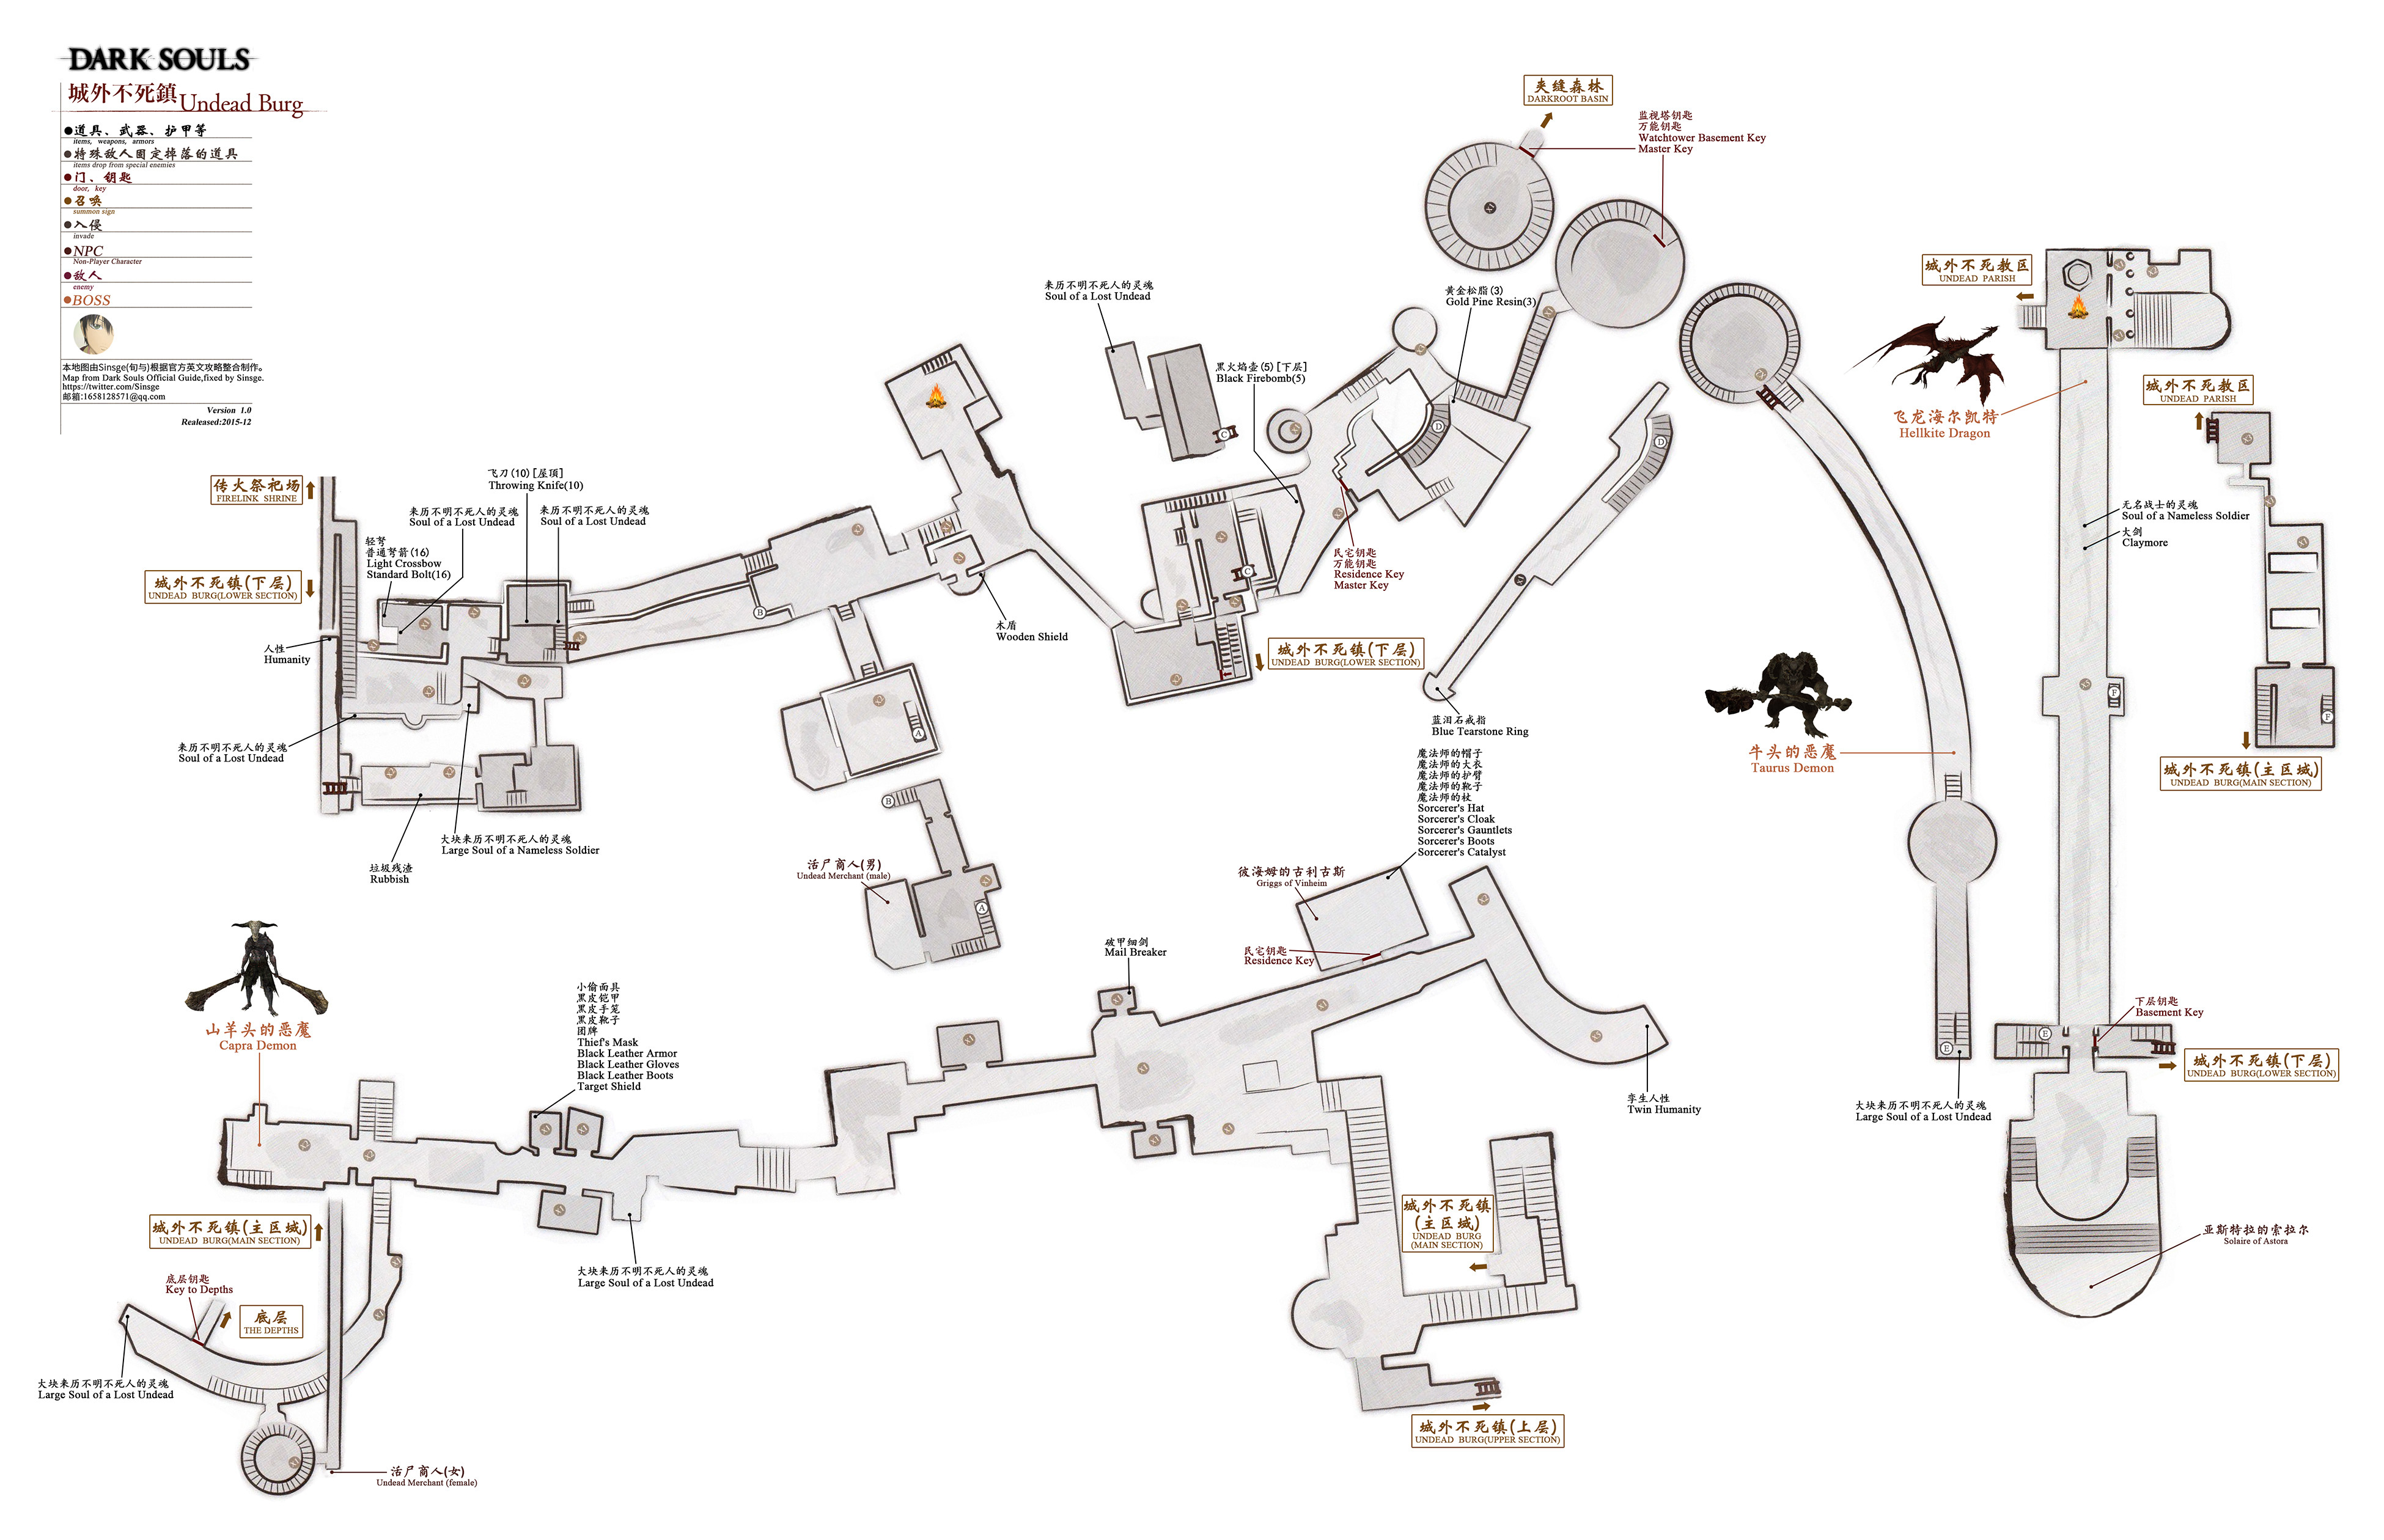 DARK SOULS
城外不死鎮Undead Burg
道具、武器、护甲等
items, weapons, armors
特殊敌人固定掉落的道具
items drop from special enemies
门、钥匙
door, key
召唤
summon sign
入侵
invade
NPC
Non-Player Character
敌人
enemy
BOSS
本地图由Sinsge(旬与)根据官方英文攻略整合制作。
Map from Dark Souls Official Guide,fixed by Sinsge.
https://twitter.com/Sinsge
邮箱:1658128571@qq.com
Version 1.0
Realeased:2015-12
夹缝森林
DARKROOT BASIN
监视塔钥匙
万能钥匙
Watchtower Basement Key
Master Key
来历不明不死人的灵魂
Soul of a Lost Undead
黄金松脂(3)
Gold Pine Resin(3)
黑火焰壶(5)[下层]
Black Firebomb(5)
城外不死教区
UNDEAD PARISH
飞龙海尔凯特
Hellkite Dragon
城外不死教区
UNDEAD PARISH
传火祭祀场
FIRELINK SHRINE
飞刀(10)[屋顶]
Throwing Knife(10)
来历不明不死人的灵魂
Soul of a Lost Undead
来历不明不死人的灵魂
Soul of a Lost Undead
轻弩
普通弩箭(16)
Light Crossbow
Standard Bolt(16)
城外不死镇(下层)
UNDEAD BURG(LOWER SECTION)
人性
Humanity
来历不明不死人的灵魂
Soul of a Lost Undead
木盾
Wooden Shield
民宅钥匙
万能钥匙
Residence Key
Master Key
城外不死镇(下层)
UNDEAD BURG(LOWER SECTION)
蓝泪石戒指
Blue Tearstone Ring
无名战士的灵魂
Soul of a Nameless Soldier
大剑
Claymore
牛头的恶魔
Taurus Demon
城外不死镇(主区域)
UNDEAD BURG(MAIN SECTION)
大块来历不明不死人的灵魂
Large Soul of a Nameless Soldier
垃圾残渣
Rubbish
活尸商人(男)
Undead Merchant (male)
魔法师的帽子
魔法师的大衣
魔法师的护臂
魔法师的靴子
魔法师的杖
Sorcerer's Hat
Sorcerer's Cloak
Sorcerer's Gauntlets
Sorcerer's Boots
Sorcerer's Catalyst
彼海姆的古利古斯
Griggs of Vinheim
民宅钥匙
Residence Key
破甲细剑
Mail Breaker
山羊头的恶魔
Capra Demon
小偷面具
黑皮铠甲
黑皮手笼
黑皮靴子
团牌
Thief's Mask
Black Leather Armor
Black Leather Gloves
Black Leather Boots
Target Shield
孪生人性
Twin Humanity
下层钥匙
Basement Key
城外不死镇(下层)
UNDEAD BURG(LOWER SECTION)
大块来历不明不死人的灵魂
Large Soul of a Lost Undead
城外不死镇(主区域)
UNDEAD BURG(MAIN SECTION)
底层钥匙
Key to Depths
底层
THE DEPTHS
大块来历不明不死人的灵魂
Large Soul of a Lost Undead
大块来历不明不死人的灵魂
Large Soul of a Lost Undead
城外不死镇
(主区域)
UNDEAD BURG
(MAIN SECTION)
亚斯特拉的索拉尔
Solaire of Astora
城外不死镇(上层)
UNDEAD BURG(UPPER SECTION)
活尸商人(女)
Undead Merchant (female)
A
A
B
B
C
C
D
D
E
E
F
F